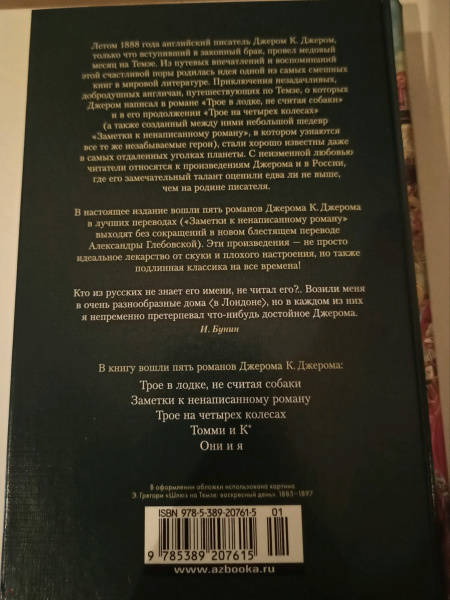 Летом 1888 года английский писатель Джером К. Джером,
только что вступивший в законный брак, провел медовый
месяц на Темзе. Из путевых впечатлений и воспоминаний
этой счастливой поры родилась идея одной из самых смешных
книг в мировой литературе. Приключения незадачливых,
добродушных англичан, путешествующих по Темзе, о которых
Джером написал в романе «Трое в лодке, не считая собаки»
и в его продолжении «Трое на четырех колесах»
(а также созданный между ними небольшой шедевр
«Заметки к ненаписанному роману», в котором узнаются
все те же незабываемые герои), стали хорошо известны даже
в самых отдаленных уголках планеты. С неизменной любовью
читатели относятся к произведениям Джерома и в России,
где его замечательный талант оценили едва ли не выше,
чем на родине писателя.
В настоящее издание вошли пять романов Джерома К. Джерома
в лучших переводах («Заметки к ненаписанному роману»
выходят без сокращений в новом блестящем переводе
Александры Глебовской). Эти произведения — не просто
идеальное лекарство от скуки и плохого настроения, но также
подлинная классика на все времена!
Кто из русских не знает его имени, не читал его?.. Возили меня
в очень разнообразные дома ⟨в Лондоне⟩, но в каждом из них
я непременно претерпевал что-нибудь достойное Джерома.
И. Бунин
В книгу вошли пять романов Джерома К. Джерома:
Трое в лодке, не считая собаки
Заметки к ненаписанному роману
Трое на четырех колесах
Томми и К°
Они и я
В оформлении обложки использована картина
Э. Грегори «Шлюз на Темзе: воскресный день». 1885–1897
ISBN 978-5-389-20761-5
01
9 785389 207615
www.azbooka.ru